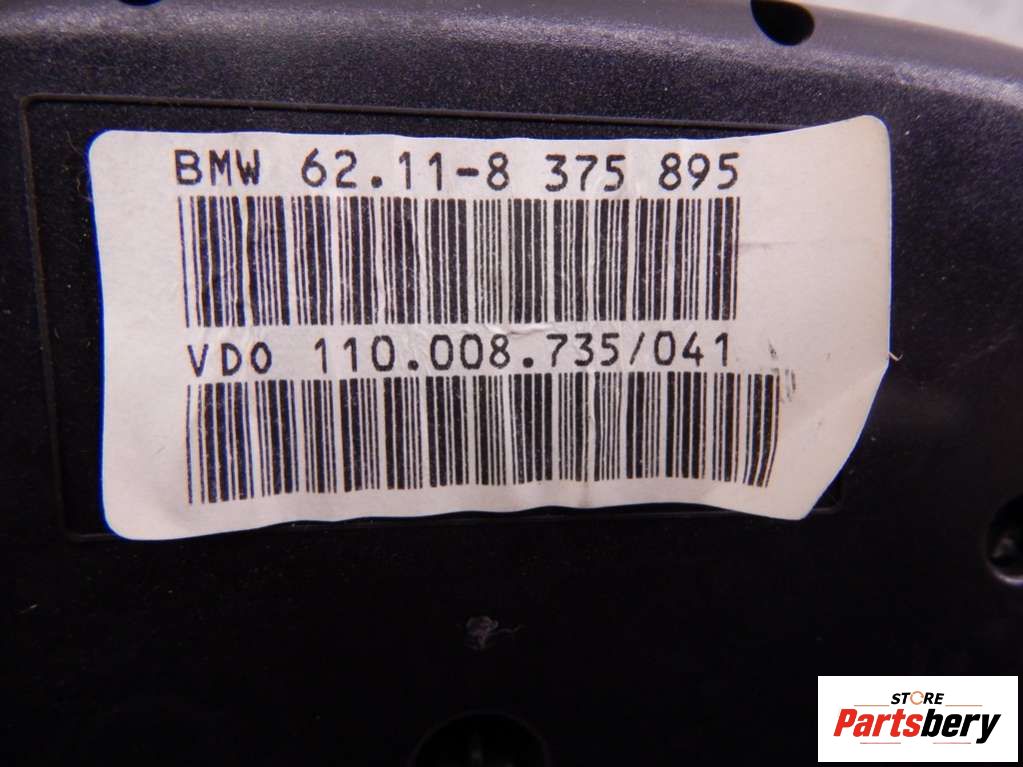 BMW 62.11-8 375 895
VDO 110.008.735/041
STORE
Partsbery